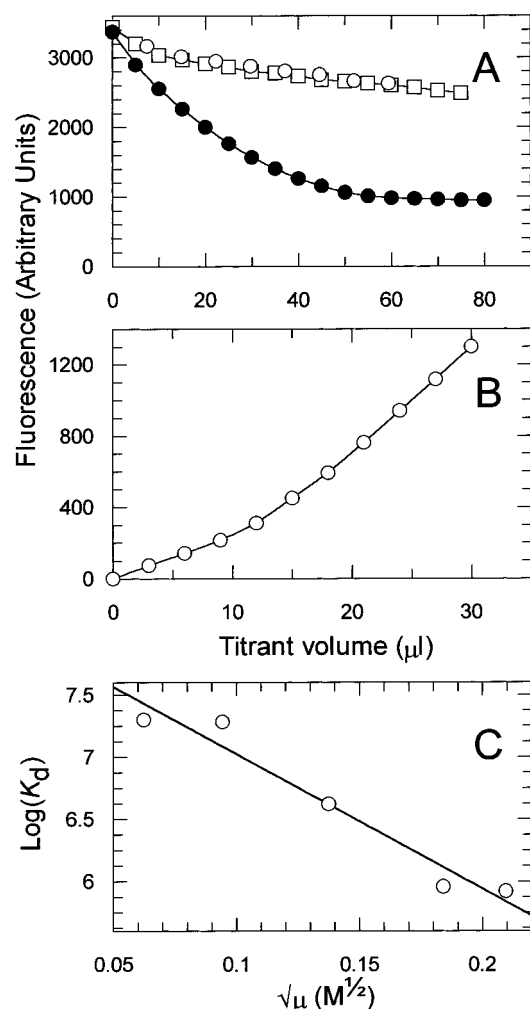 A
3000
2000
1000
0
0 20 40 60 80
Fluorescence (Arbitrary Units)
B
1200
800
400
0
0 10 20 30
Titrant volume (μl)
C
7.5
7
6.5
6
Log(Kd)
0.05 0.1 0.15 0.2
√μ (M½)